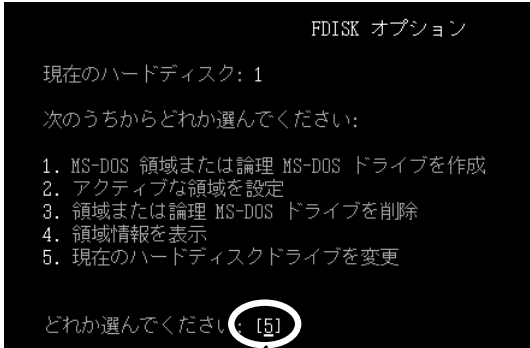 FDISK オプション
現在のハードディスク: 1
次のうちからどれか選んでください:
1. MS-DOS 領域または論理 MS-DOS ドライブを作成
2. アクティブな領域を設定
3. 領域または論理 MS-DOS ドライブを削除
4. 領域情報を表示
5. 現在のハードディスクドライブを変更
どれか選んでください: [5]